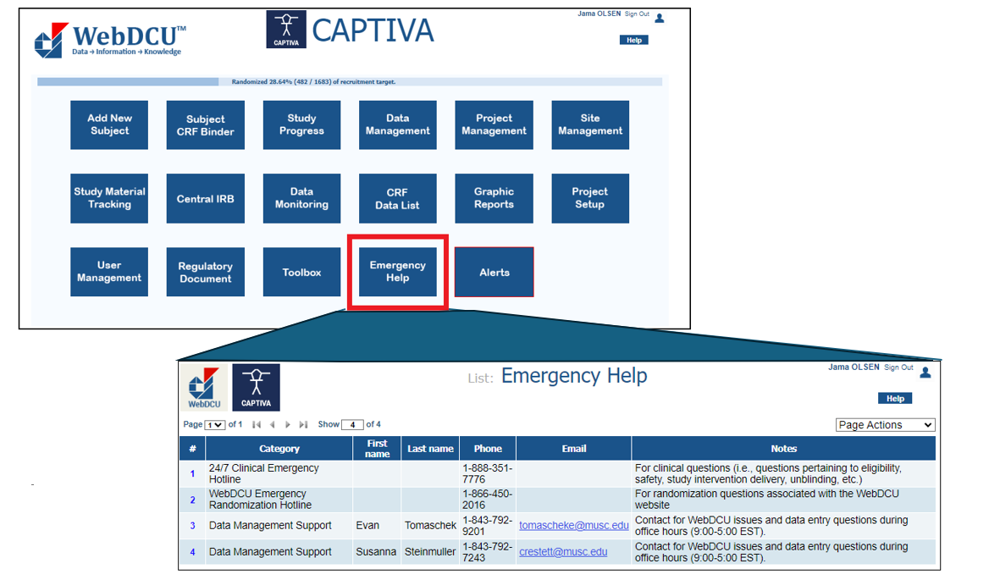 Jama OLSEN Sign Out
WebDCU™
Data → Information → Knowledge
CAPTIVA
CAPTIVA
Help
Randomized 28.64% (482 / 1683) of recruitment target.
Add New
Subject
Subject
CRF Binder
Study
Progress
Data
Management
Project
Management
Site
Management
Study Material
Tracking
Central IRB
Data
Monitoring
CRF
Data List
Graphic
Reports
Project
Setup
User
Management
Regulatory
Document
Toolbox
Emergency
Help
Alerts
WebDCU
CAPTIVA
List: Emergency Help
Jama OLSEN Sign Out
Help
Page 1 of 1 Show 4 of 4
Page Actions
# Category First name Last name Phone Email Notes
1 24/7 Clinical Emergency Hotline 1-888-351-7776 For clinical questions (i.e., questions pertaining to eligibility, safety, study intervention delivery, unblinding, etc.)
2 WebDCU Emergency Randomization Hotline 1-866-450-2016 For randomization questions associated with the WebDCU website
3 Data Management Support Evan Tomaschek 1-843-792-9201 tomascheke@musc.edu Contact for WebDCU issues and data entry questions during office hours (9:00-5:00 EST).
4 Data Management Support Susanna Steinmuller 1-843-792-7243 crestett@musc.edu Contact for WebDCU issues and data entry questions during office hours (9:00-5:00 EST).